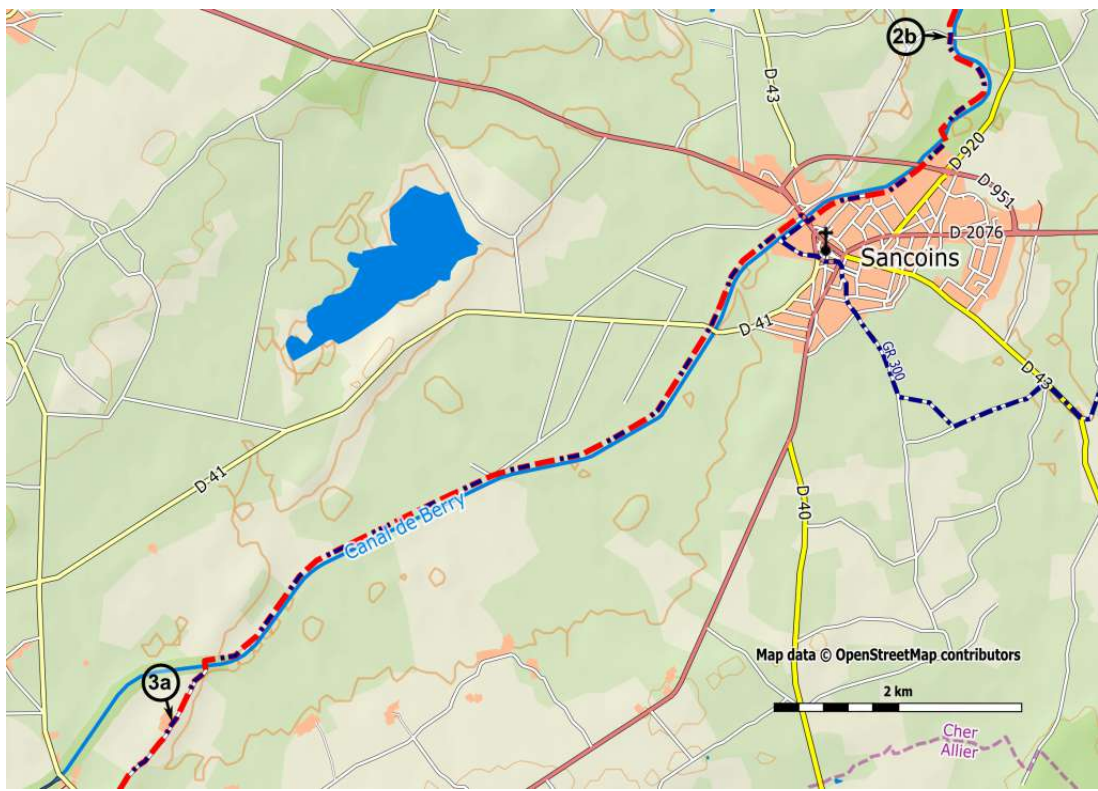 2b
D-43
D-920
D-951
D 2076
Sancoins
D-41
GR 300
D-43
D-41
D-40
Canal de Berry
3a
Map data © OpenStreetMap contributors
2 km
Cher
Allier